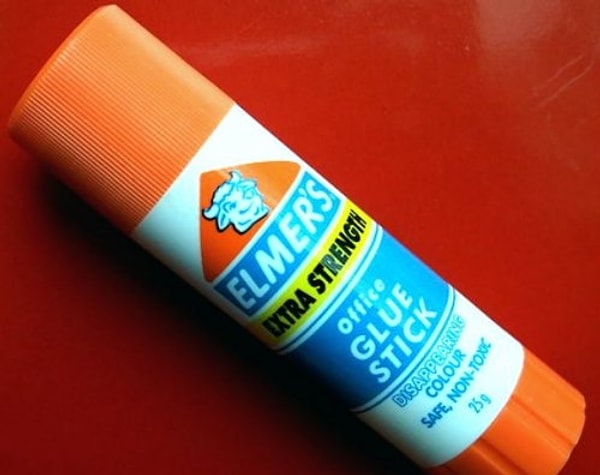 ELMER'S
EXTRA STRENGTH
office
GLUE
STICK
DISAPPEARING
COLOUR
SAFE, NON-TOXIC
25g